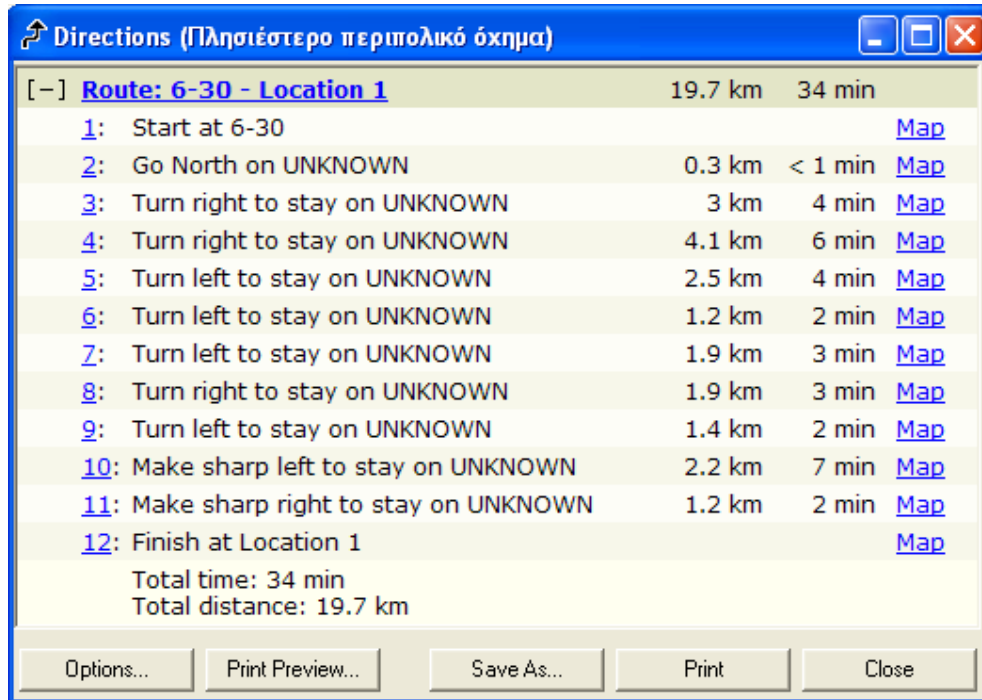 Directions (Πλησιέστερο περιπολικό όχημα)
[-] Route: 6-30 - Location 1 19.7 km 34 min
1: Start at 6-30 Map
2: Go North on UNKNOWN 0.3 km < 1 min Map
3: Turn right to stay on UNKNOWN 3 km 4 min Map
4: Turn right to stay on UNKNOWN 4.1 km 6 min Map
5: Turn left to stay on UNKNOWN 2.5 km 4 min Map
6: Turn left to stay on UNKNOWN 1.2 km 2 min Map
7: Turn left to stay on UNKNOWN 1.9 km 3 min Map
8: Turn right to stay on UNKNOWN 1.9 km 3 min Map
9: Turn left to stay on UNKNOWN 1.4 km 2 min Map
10: Make sharp left to stay on UNKNOWN 2.2 km 7 min Map
11: Make sharp right to stay on UNKNOWN 1.2 km 2 min Map
12: Finish at Location 1 Map
Total time: 34 min
Total distance: 19.7 km
Options... Print Preview... Save As... Print Close